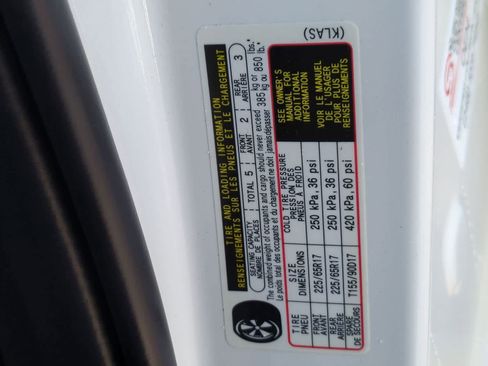 TIRE AND LOADING INFORMATION
RENSEIGNEMENTS SUR LES PNEUS ET LE CHARGEMENT
SEATING CAPACITY
NOMBRE DE PLACES
TOTAL 5
FRONT
AVANT
2
REAR
ARRIÈRE
3
The combined weight of occupants and cargo should never exceed
Le poids total des occupants et du chargement ne doit jamais dépasser
385 kg or 850 lbs.
kg ou lb.
TIRE
PNEU
SIZE
DIMENSIONS
COLD TIRE PRESSURE
PRESSION DES
PNEUS À FROID
FRONT
AVANT
225/65R17
250 kPa, 36 psi
REAR
ARRIÈRE
225/65R17
250 kPa, 36 psi
SPARE
DE SECOURS
T155/90D17
420 kPa, 60 psi
SEE OWNER'S
MANUAL FOR
ADDITIONAL
INFORMATION
VOIR LE MANUEL
DE L'USAGER
POUR PLUS DE
RENSEIGNEMENTS
(KLAS)